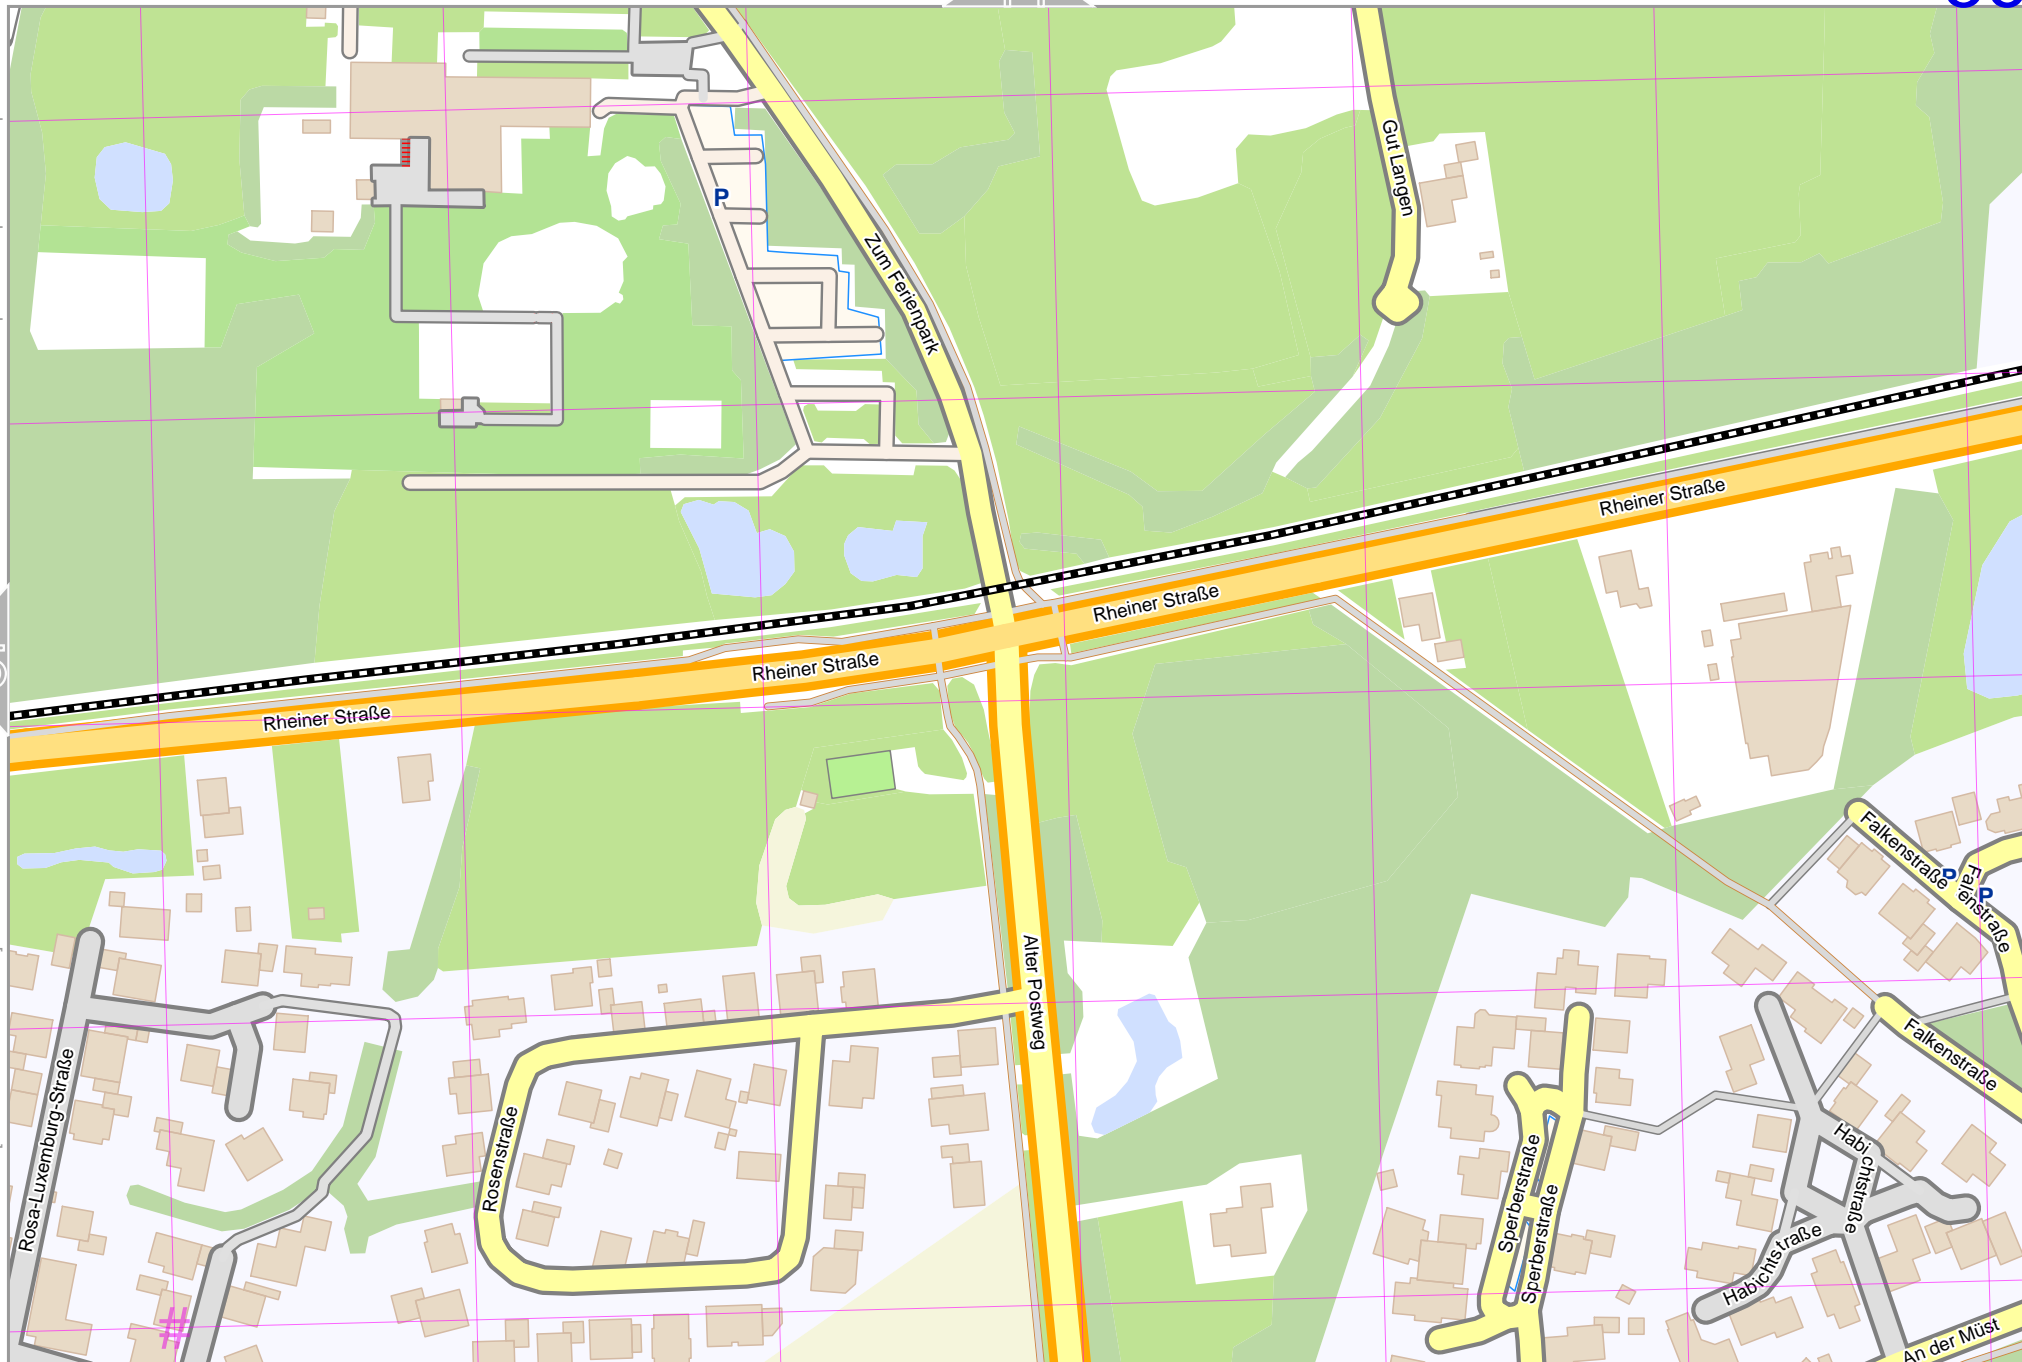 Gut Langen
P
Zum Ferienpark
Rheiner Straße
Rheiner Straße
Rheiner Straße
Rheiner Straße
Falkenstraße
P
P
Alter Postweg
Falkenstraße
Rosa-Luxemburg-Straße
Rosenstraße
Sperberstraße
Sperberstraße
Habichtstraße
Habichtstraße
An der Müst
#